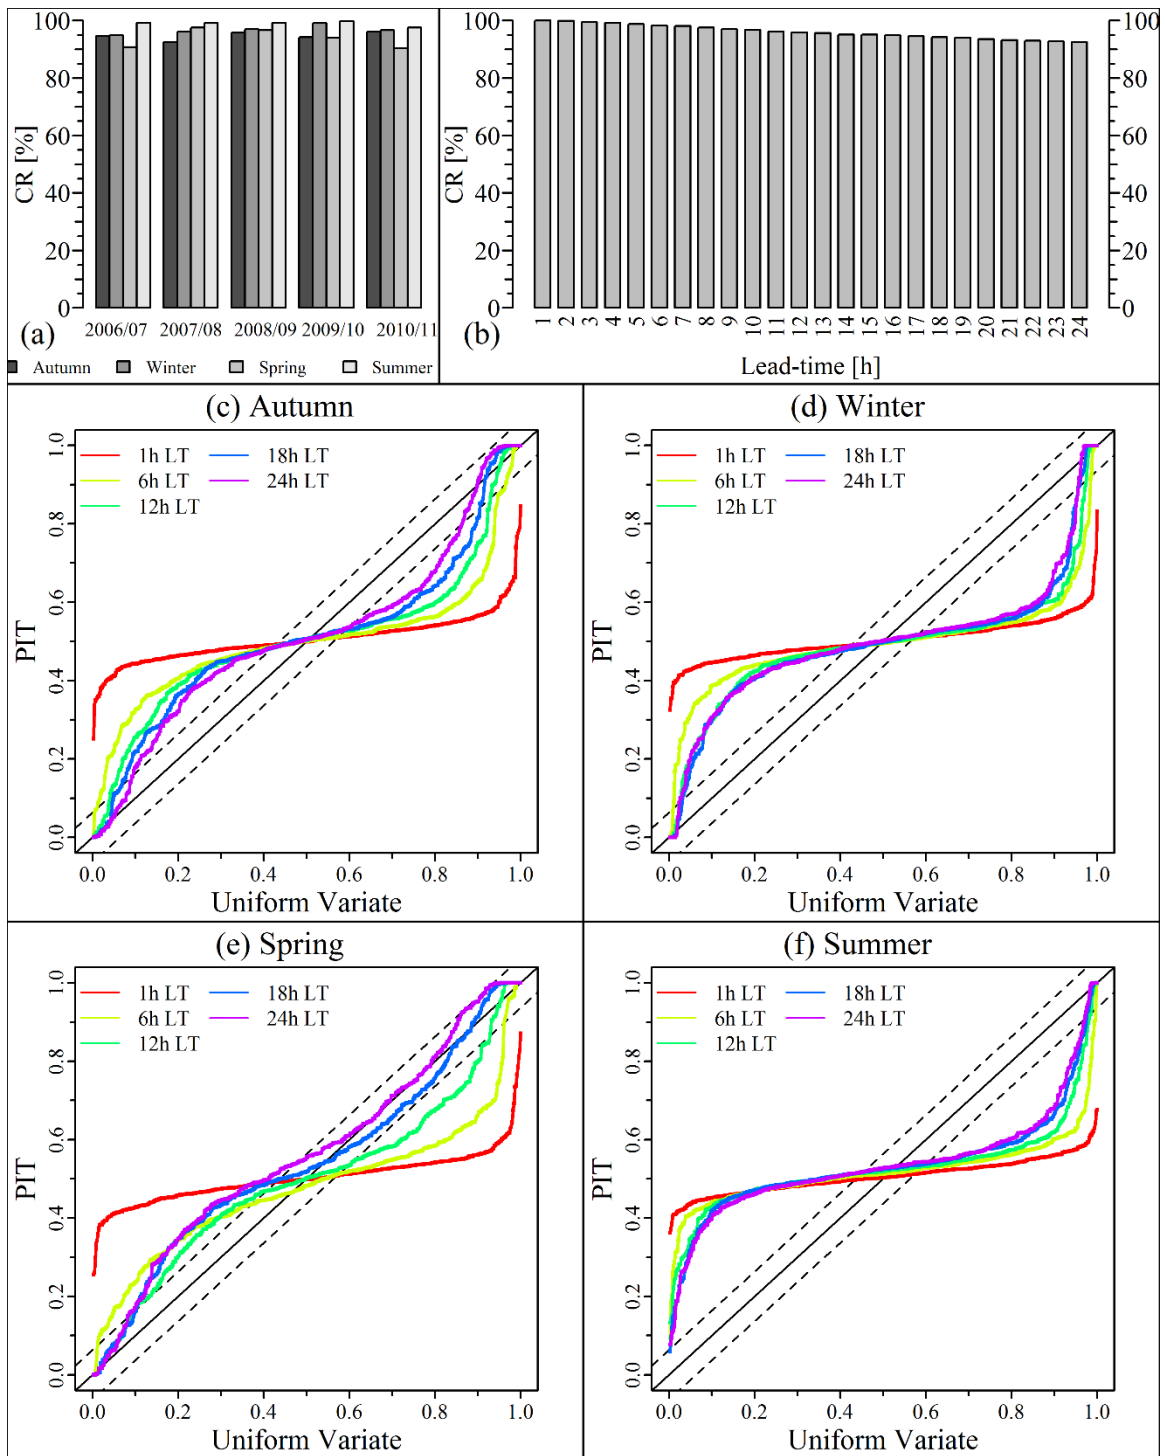 CR [%]
100
80
60
40
20
0
(a)
2006/07 2007/08 2008/09 2009/10 2010/11
Autumn Winter Spring Summer
CR [%]
100
80
60
40
20
0
100
80
60
40
20
0
(b)
1 2 3 4 5 6 7 8 9 10 11 12 13 14 15 16 17 18 19 20 21 22 23 24
Lead-time [h]
(c) Autumn
1h LT 18h LT
6h LT 24h LT
12h LT
PIT
1.0
0.8
0.6
0.4
0.2
0.0
0.0 0.2 0.4 0.6 0.8 1.0
Uniform Variate
(d) Winter
1h LT 18h LT
6h LT 24h LT
12h LT
PIT
1.0
0.8
0.6
0.4
0.2
0.0
0.0 0.2 0.4 0.6 0.8 1.0
Uniform Variate
(e) Spring
1h LT 18h LT
6h LT 24h LT
12h LT
PIT
1.0
0.8
0.6
0.4
0.2
0.0
0.0 0.2 0.4 0.6 0.8 1.0
Uniform Variate
(f) Summer
1h LT 18h LT
6h LT 24h LT
12h LT
PIT
1.0
0.8
0.6
0.4
0.2
0.0
0.0 0.2 0.4 0.6 0.8 1.0
Uniform Variate